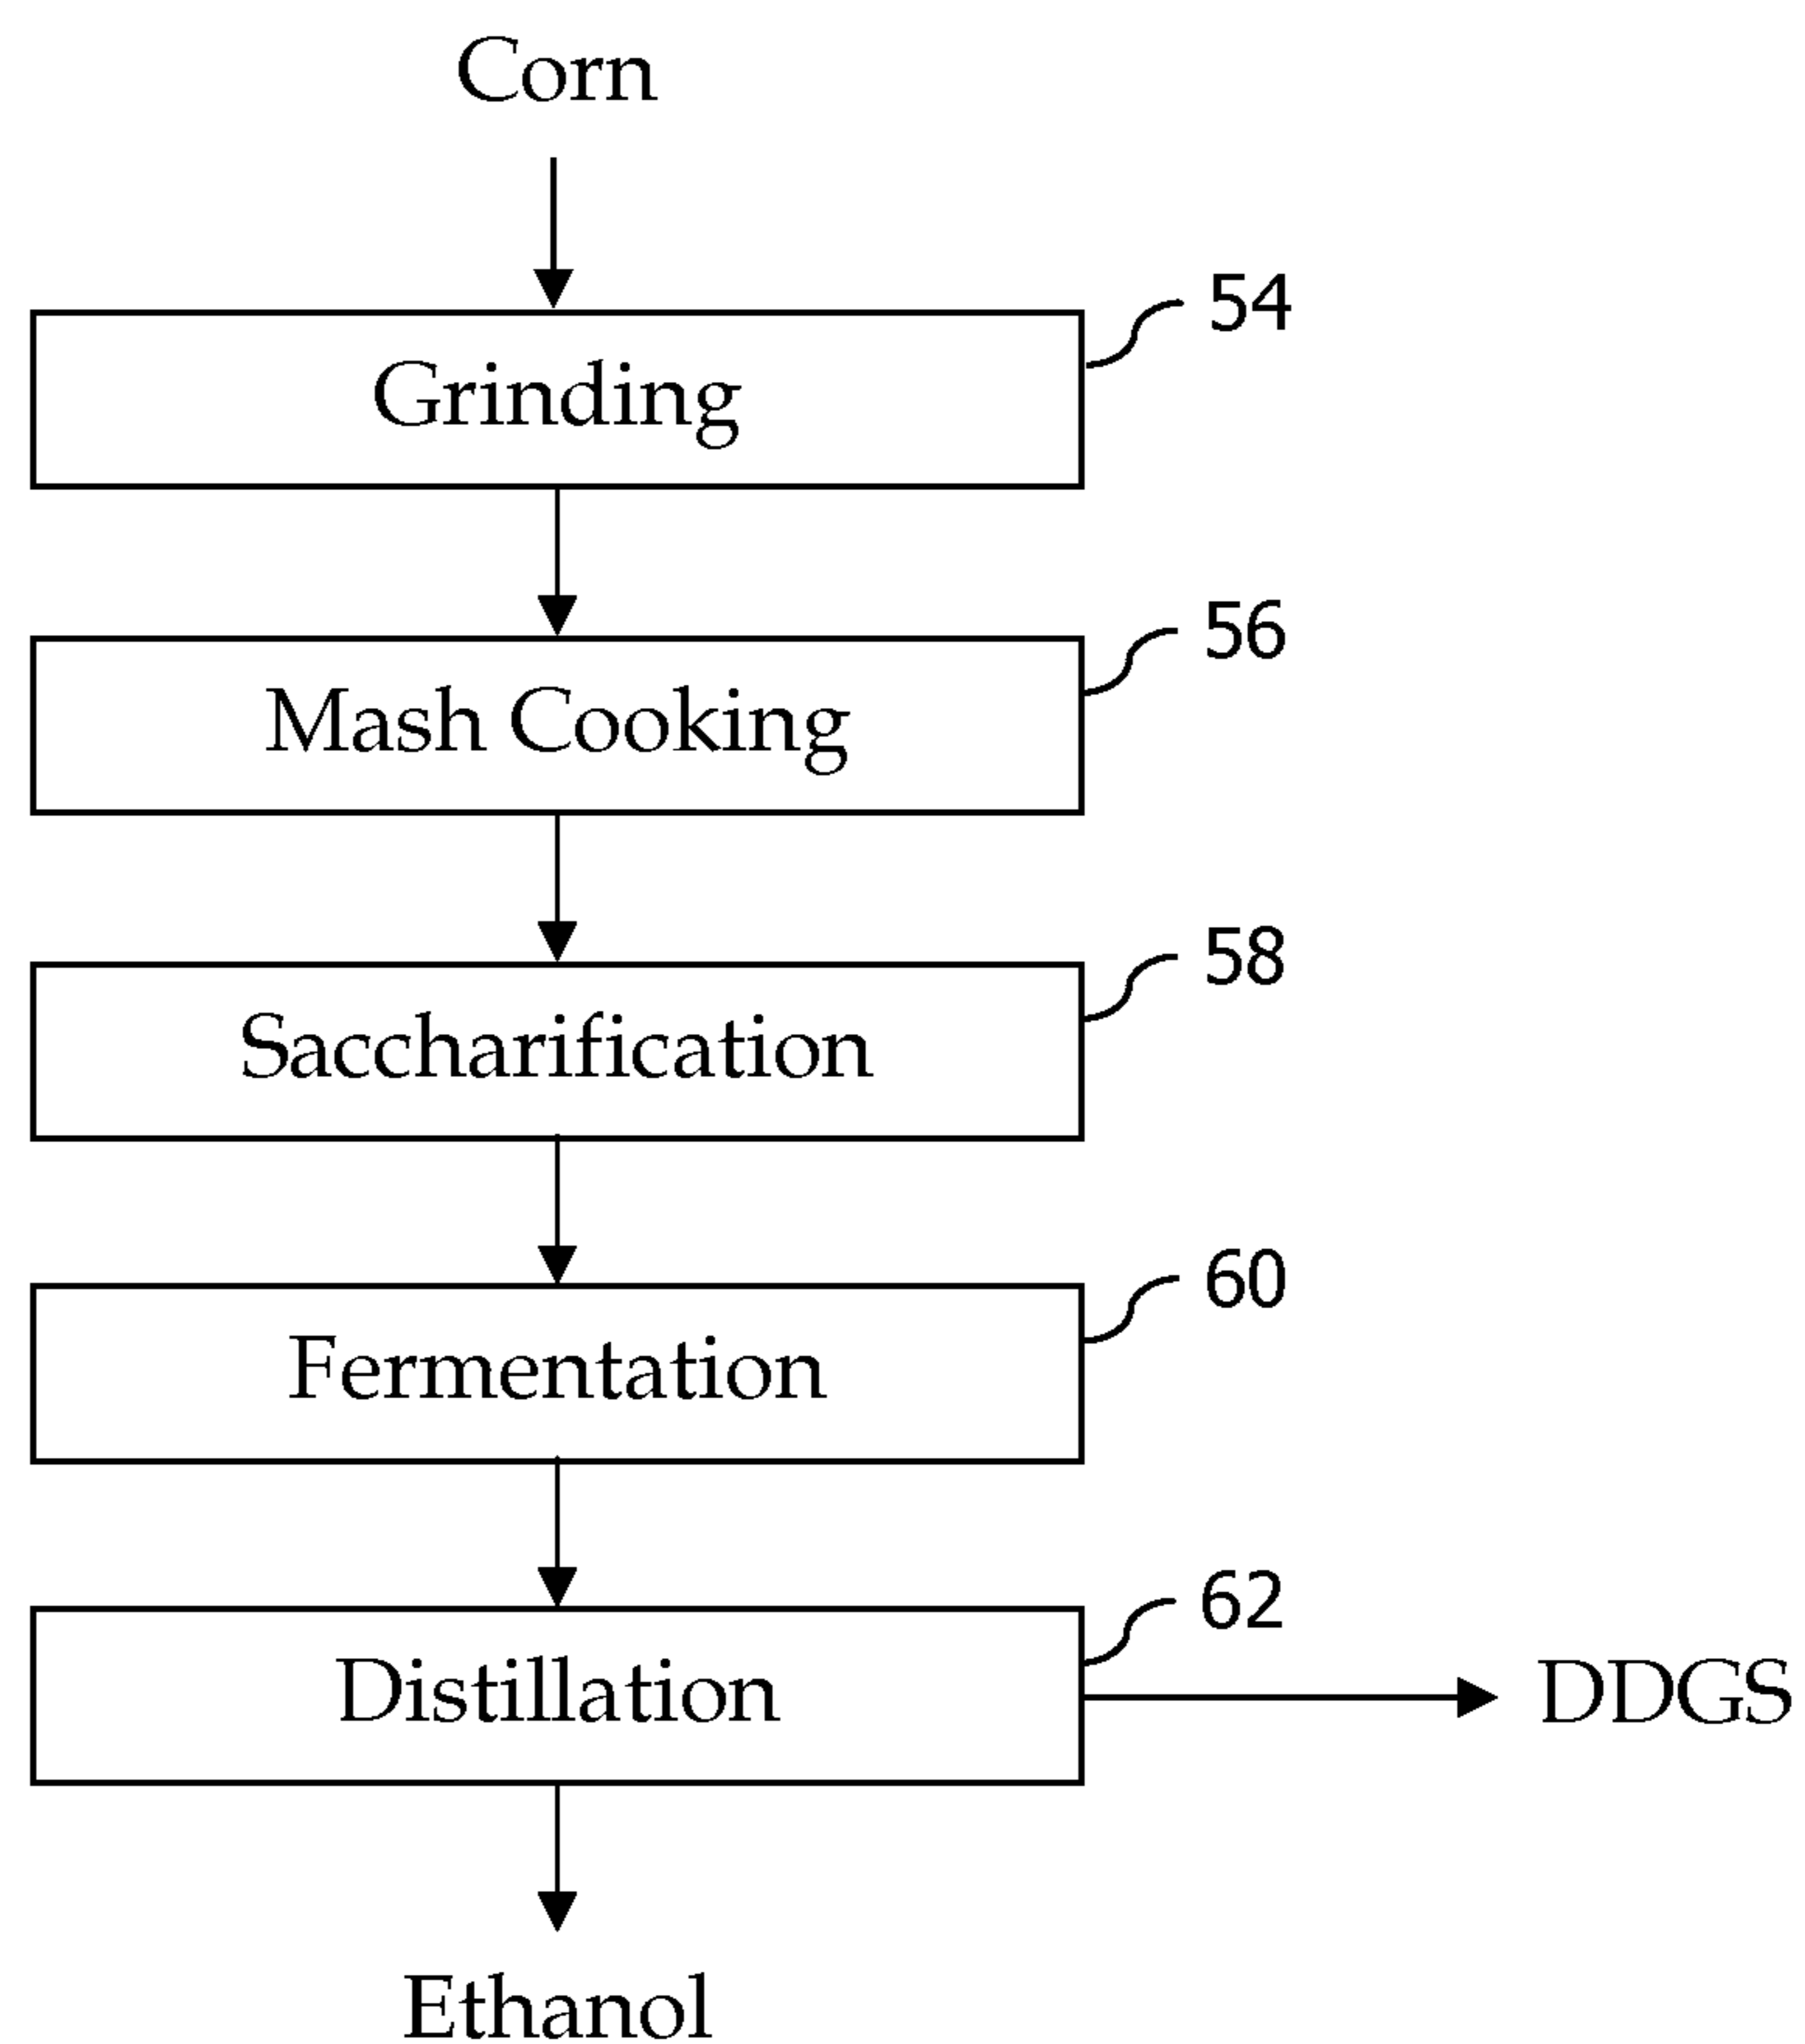 Corn
54
Grinding
56
Mash Cooking
58
Saccharification
60
Fermentation
62
Distillation
DDGS
Ethanol